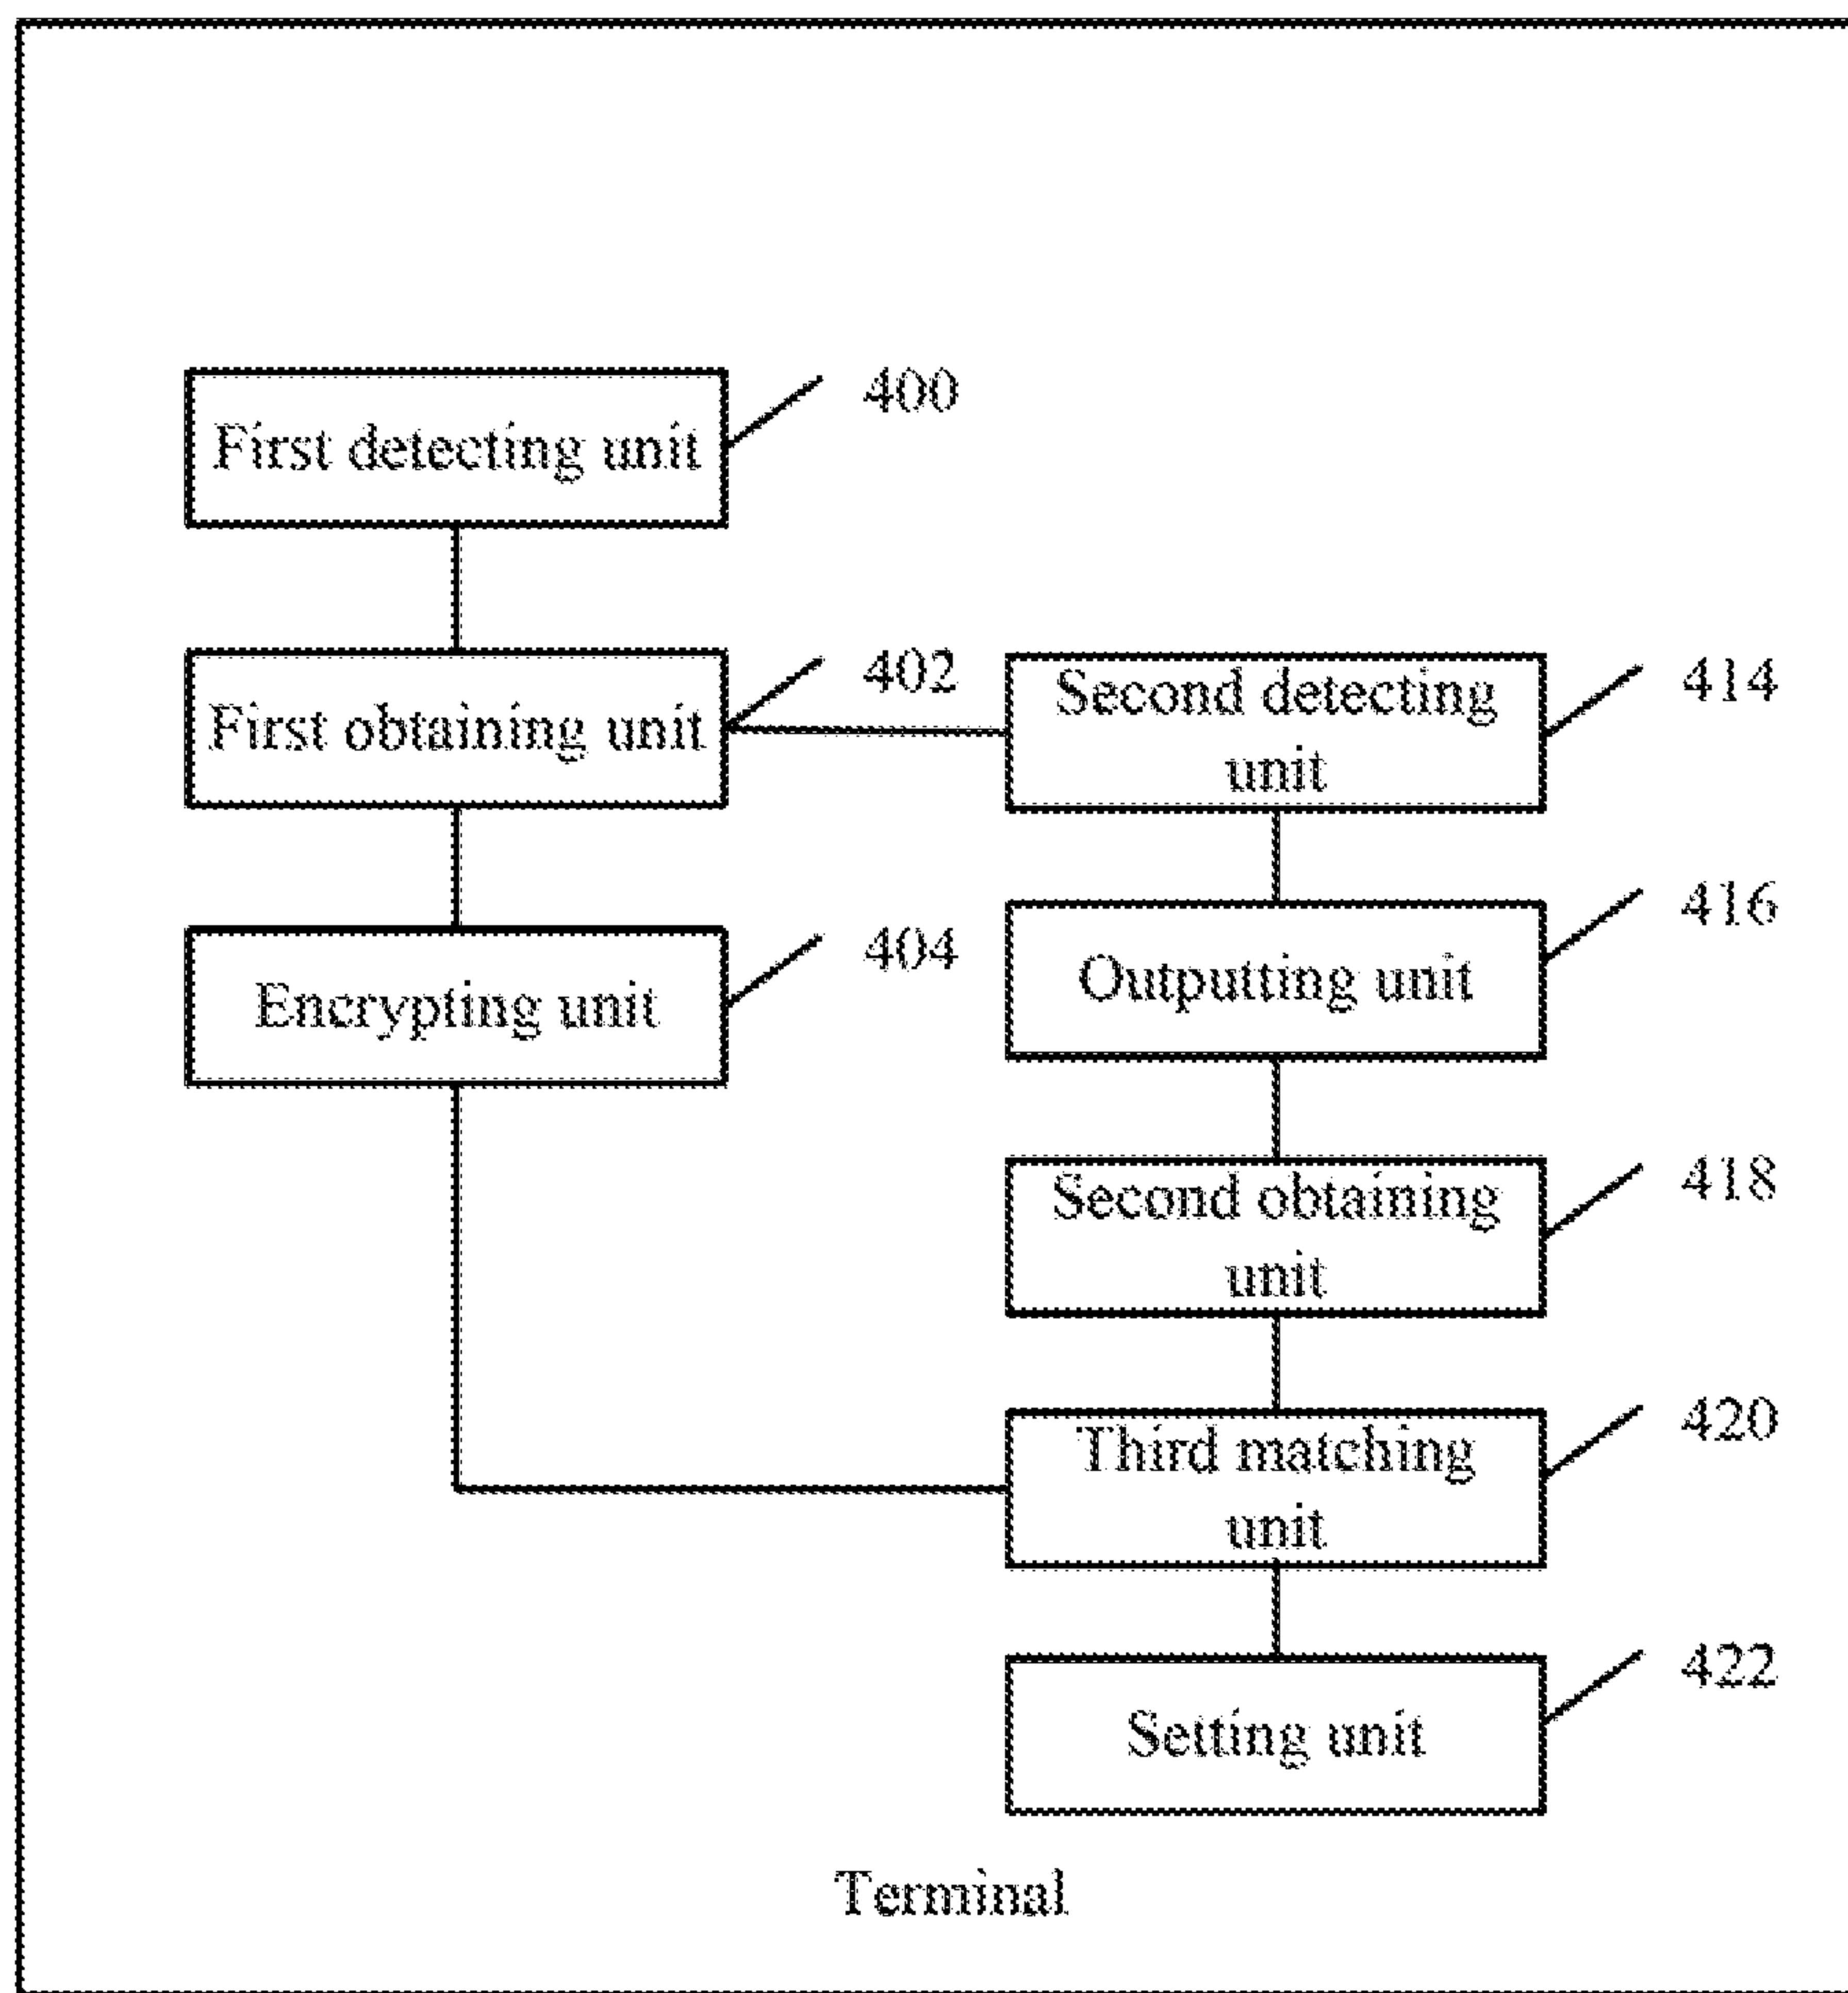 First detecting unit
400
First obtaining unit
402
Encrypting unit
404
Second detecting
unit
414
Outputting unit
416
Second obtaining
unit
418
Third matching
unit
420
Setting unit
422
Terminal